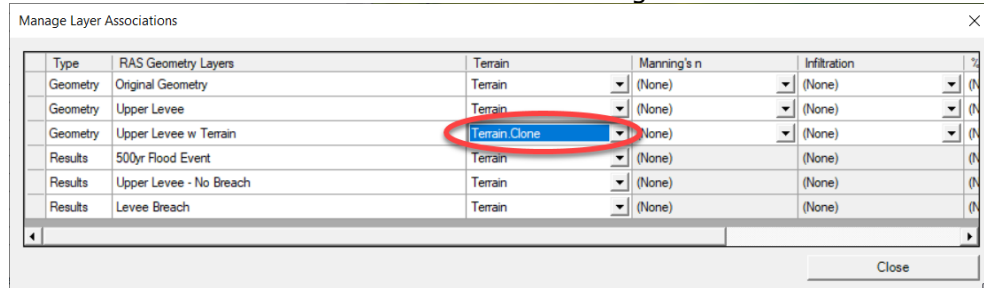 Manage Layer Associations
Type RAS Geometry Layers Terrain Manning's n Infiltration %
Geometry Original Geometry Terrain (None) (None) (N
Geometry Upper Levee Terrain (None) (None) (N
Geometry Upper Levee w Terrain Terrain.Clone (None) (None) (N
Results 500yr Flood Event Terrain (None) (None) (N
Results Upper Levee - No Breach Terrain (None) (None) (N
Results Levee Breach Terrain (None) (None) (N
Close